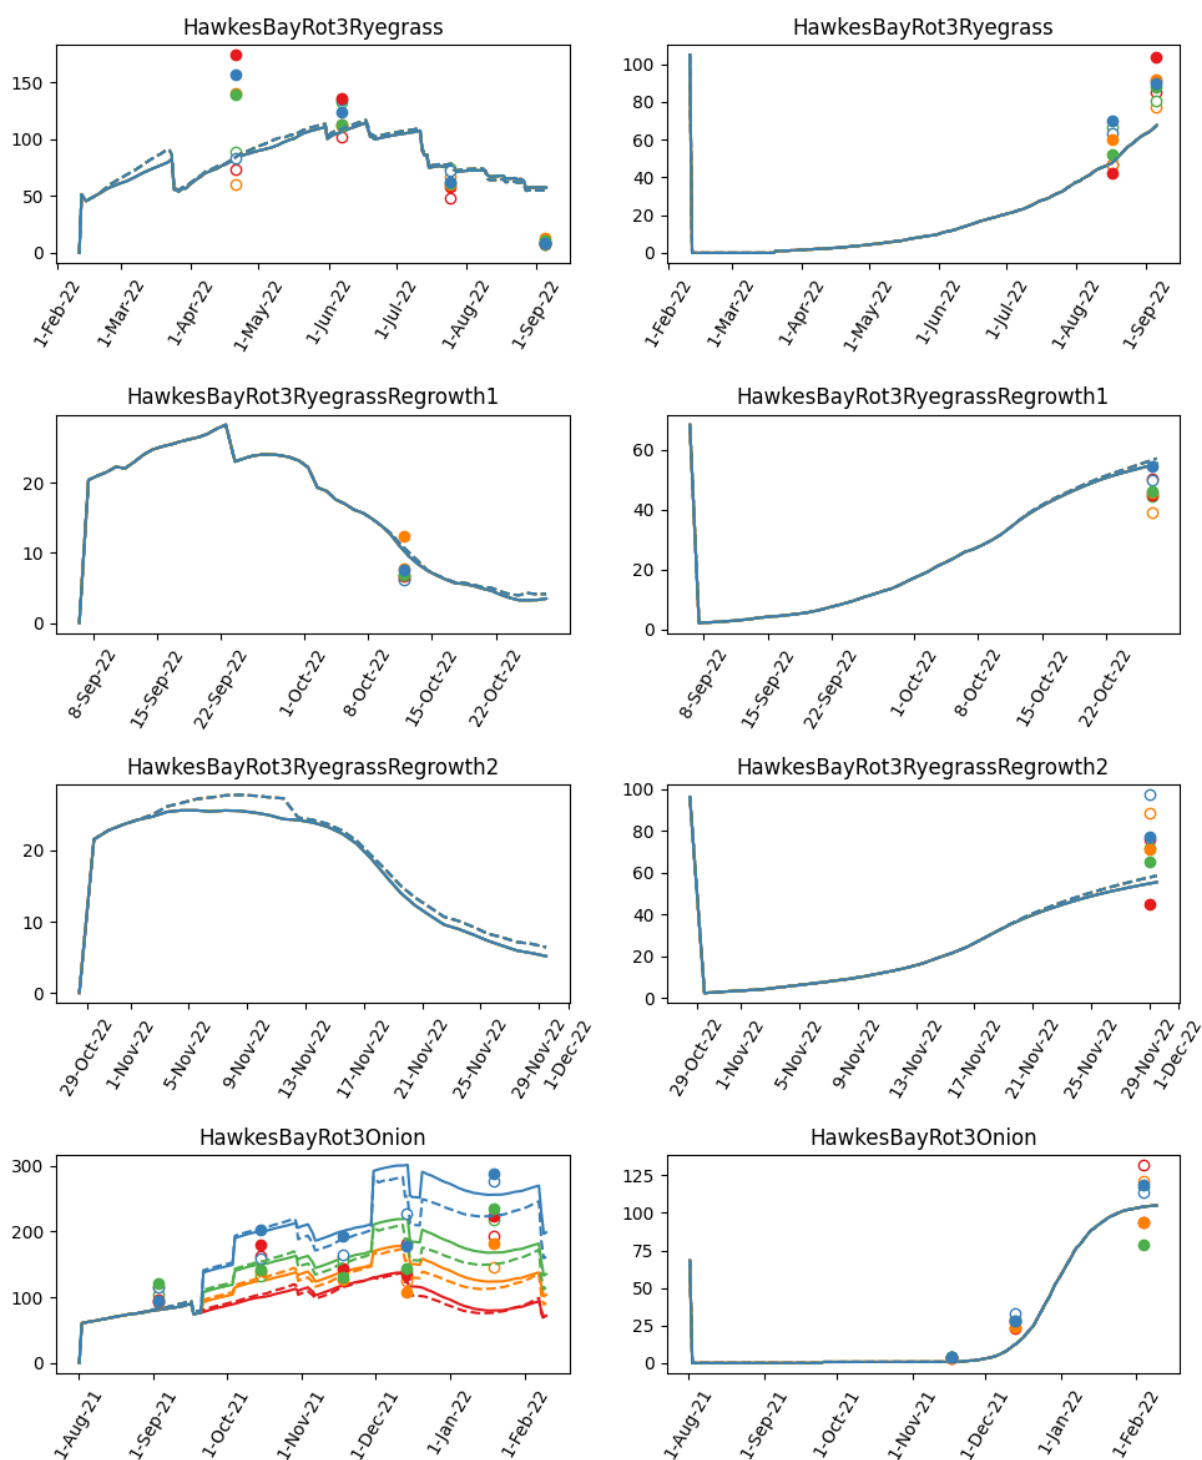 HawkesBayRot3Ryegrass
150
100
50
0
1-Feb-22
1-Mar-22
1-Apr-22
1-May-22
1-Jun-22
1-Jul-22
1-Aug-22
1-Sep-22
HawkesBayRot3Ryegrass
100
80
60
40
20
0
1-Feb-22
1-Mar-22
1-Apr-22
1-May-22
1-Jun-22
1-Jul-22
1-Aug-22
1-Sep-22
HawkesBayRot3RyegrassRegrowth1
20
10
0
8-Sep-22
15-Sep-22
22-Sep-22
1-Oct-22
8-Oct-22
15-Oct-22
22-Oct-22
HawkesBayRot3RyegrassRegrowth1
60
40
20
0
8-Sep-22
15-Sep-22
22-Sep-22
1-Oct-22
8-Oct-22
15-Oct-22
22-Oct-22
HawkesBayRot3RyegrassRegrowth2
20
10
0
29-Oct-22
1-Nov-22
5-Nov-22
9-Nov-22
13-Nov-22
17-Nov-22
21-Nov-22
25-Nov-22
29-Nov-22
1-Dec-22
HawkesBayRot3RyegrassRegrowth2
100
80
60
40
20
0
29-Oct-22
1-Nov-22
5-Nov-22
9-Nov-22
13-Nov-22
17-Nov-22
21-Nov-22
25-Nov-22
29-Nov-22
1-Dec-22
HawkesBayRot3Onion
300
200
100
0
1-Aug-21
1-Sep-21
1-Oct-21
1-Nov-21
1-Dec-21
1-Jan-22
1-Feb-22
HawkesBayRot3Onion
125
100
75
50
25
0
1-Aug-21
1-Sep-21
1-Oct-21
1-Nov-21
1-Dec-21
1-Jan-22
1-Feb-22